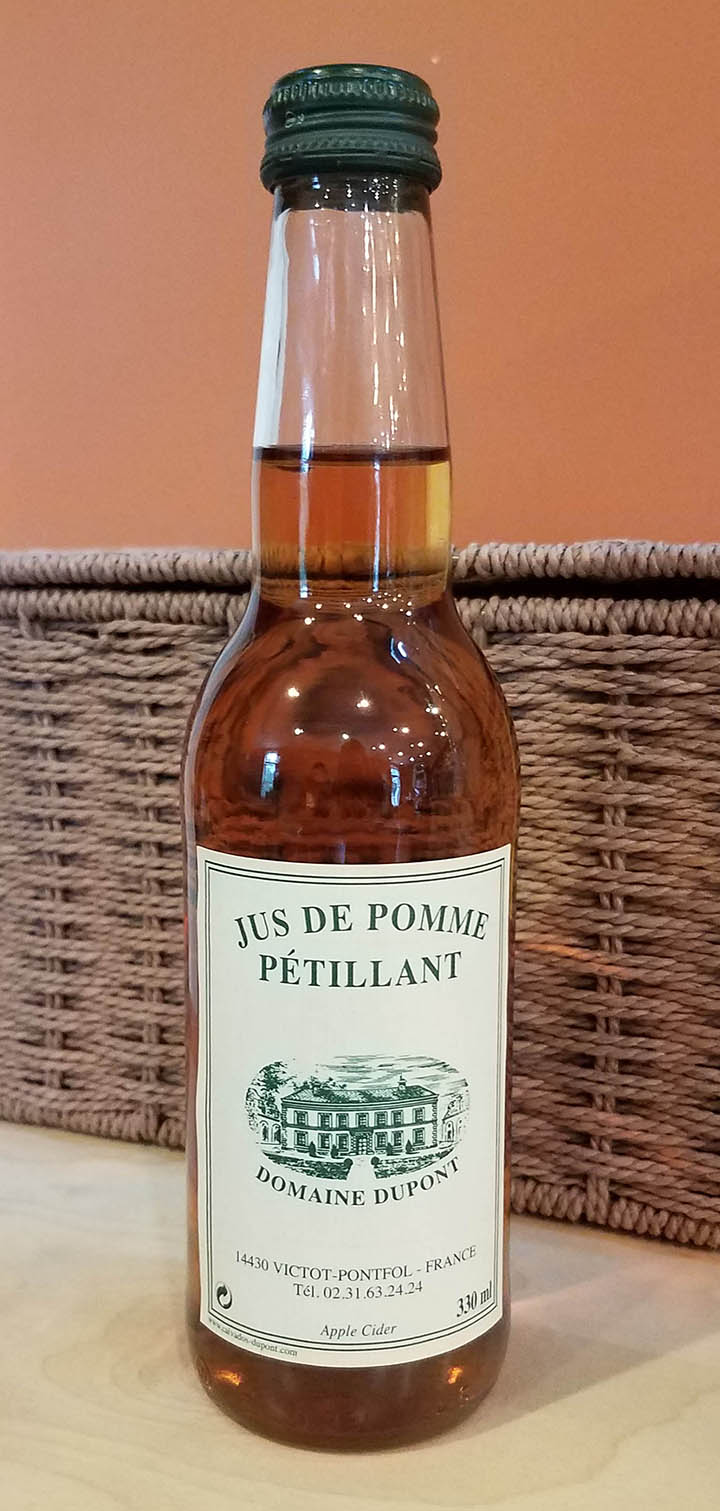 JUS DE POMME
PÉTILLANT
DOMAINE DUPONT
14430 VICTOT-PONTFOL - FRANCE
Tél. 02.31.63.24.24
330 ml
Apple Cider
www.calvados-dupont.com